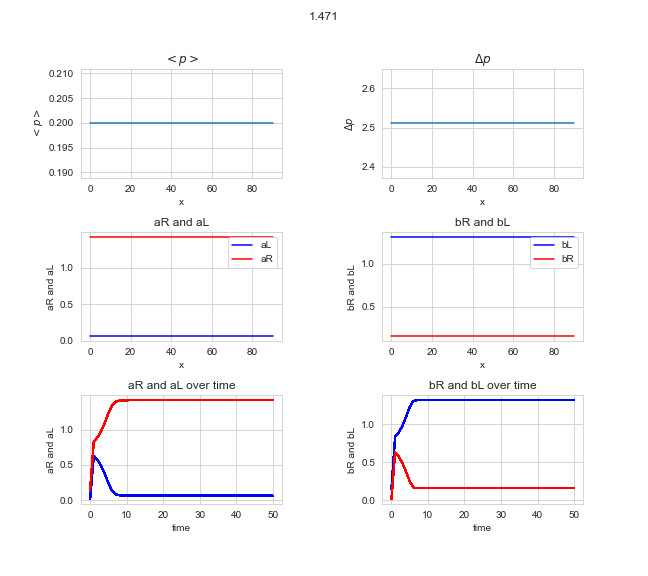 1.471
< p >
0.210
0.205
0.200
0.195
0.190
< p >
0 20 40 60 80
x
Δp
2.6
2.5
2.4
Δp
0 20 40 60 80
x
aR and aL
1.0
0.5
0.0
aR and aL
aL
aR
0 20 40 60 80
x
bR and bL
1.0
0.5
bR and bL
bL
bR
0 20 40 60 80
x
aR and aL over time
1.0
0.5
0.0
aR and aL
0 10 20 30 40 50
time
bR and bL over time
1.0
0.5
0.0
bR and bL
0 10 20 30 40 50
time